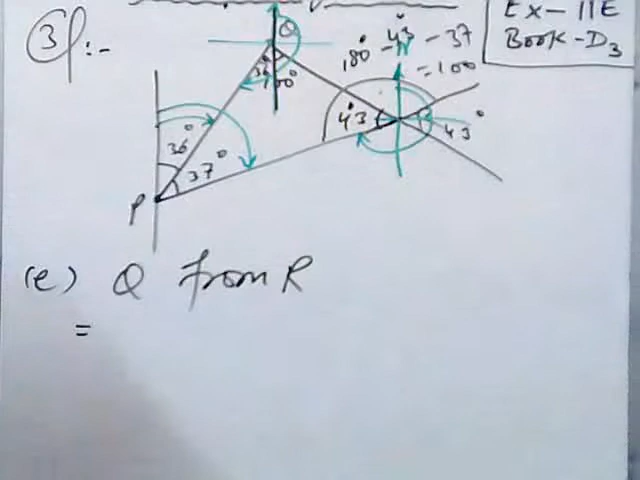 Ex-11E
Book-D3
3):-
Q
180° - 43 - 37
= 100
36
100°
N
43°
43°
36°
37°
P
(e) Q from R
=